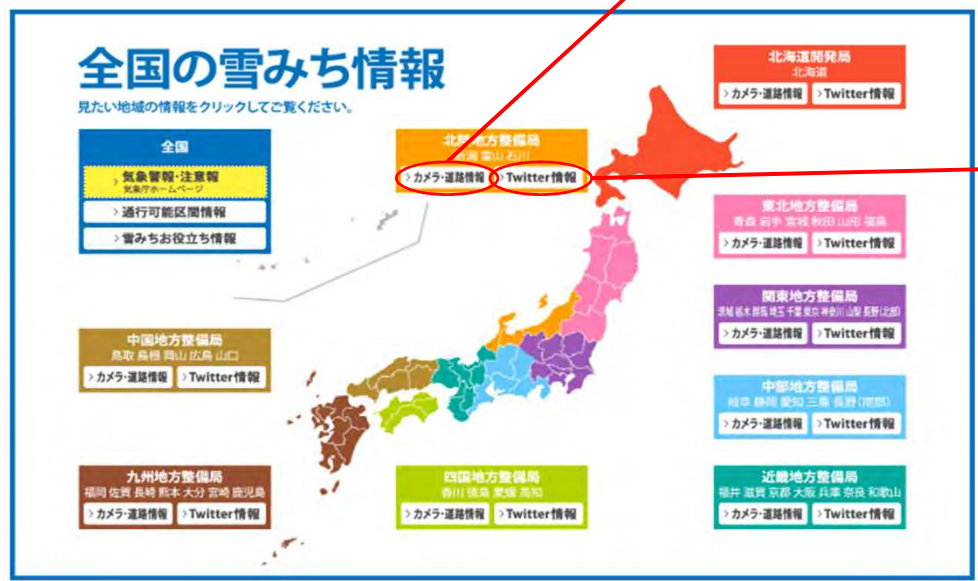 全国の雪みち情報
見たい地域の情報をクリックしてご覧ください。
全国
› 気象警報・注意報
気象庁ホームページ
› 通行可能区間情報
› 雪みちお役立ち情報
北陸地方整備局
新潟 富山 石川
› カメラ・道路情報 › Twitter情報
北海道開発局
北海道
› カメラ・道路情報 › Twitter情報
東北地方整備局
青森 岩手 宮城 秋田 山形 福島
› カメラ・道路情報 › Twitter情報
関東地方整備局
茨城 栃木 群馬 埼玉 千葉 東京 神奈川 山梨 長野(北部)
› カメラ・道路情報 › Twitter情報
中部地方整備局
岐阜 静岡 愛知 三重 長野(南部)
› カメラ・道路情報 › Twitter情報
中国地方整備局
鳥取 島根 岡山 広島 山口
› カメラ・道路情報 › Twitter情報
九州地方整備局
福岡 佐賀 長崎 熊本 大分 宮崎 鹿児島
› カメラ・道路情報 › Twitter情報
四国地方整備局
香川 徳島 愛媛 高知
› カメラ・道路情報 › Twitter情報
近畿地方整備局
福井 滋賀 京都 大阪 兵庫 奈良 和歌山
› カメラ・道路情報 › Twitter情報